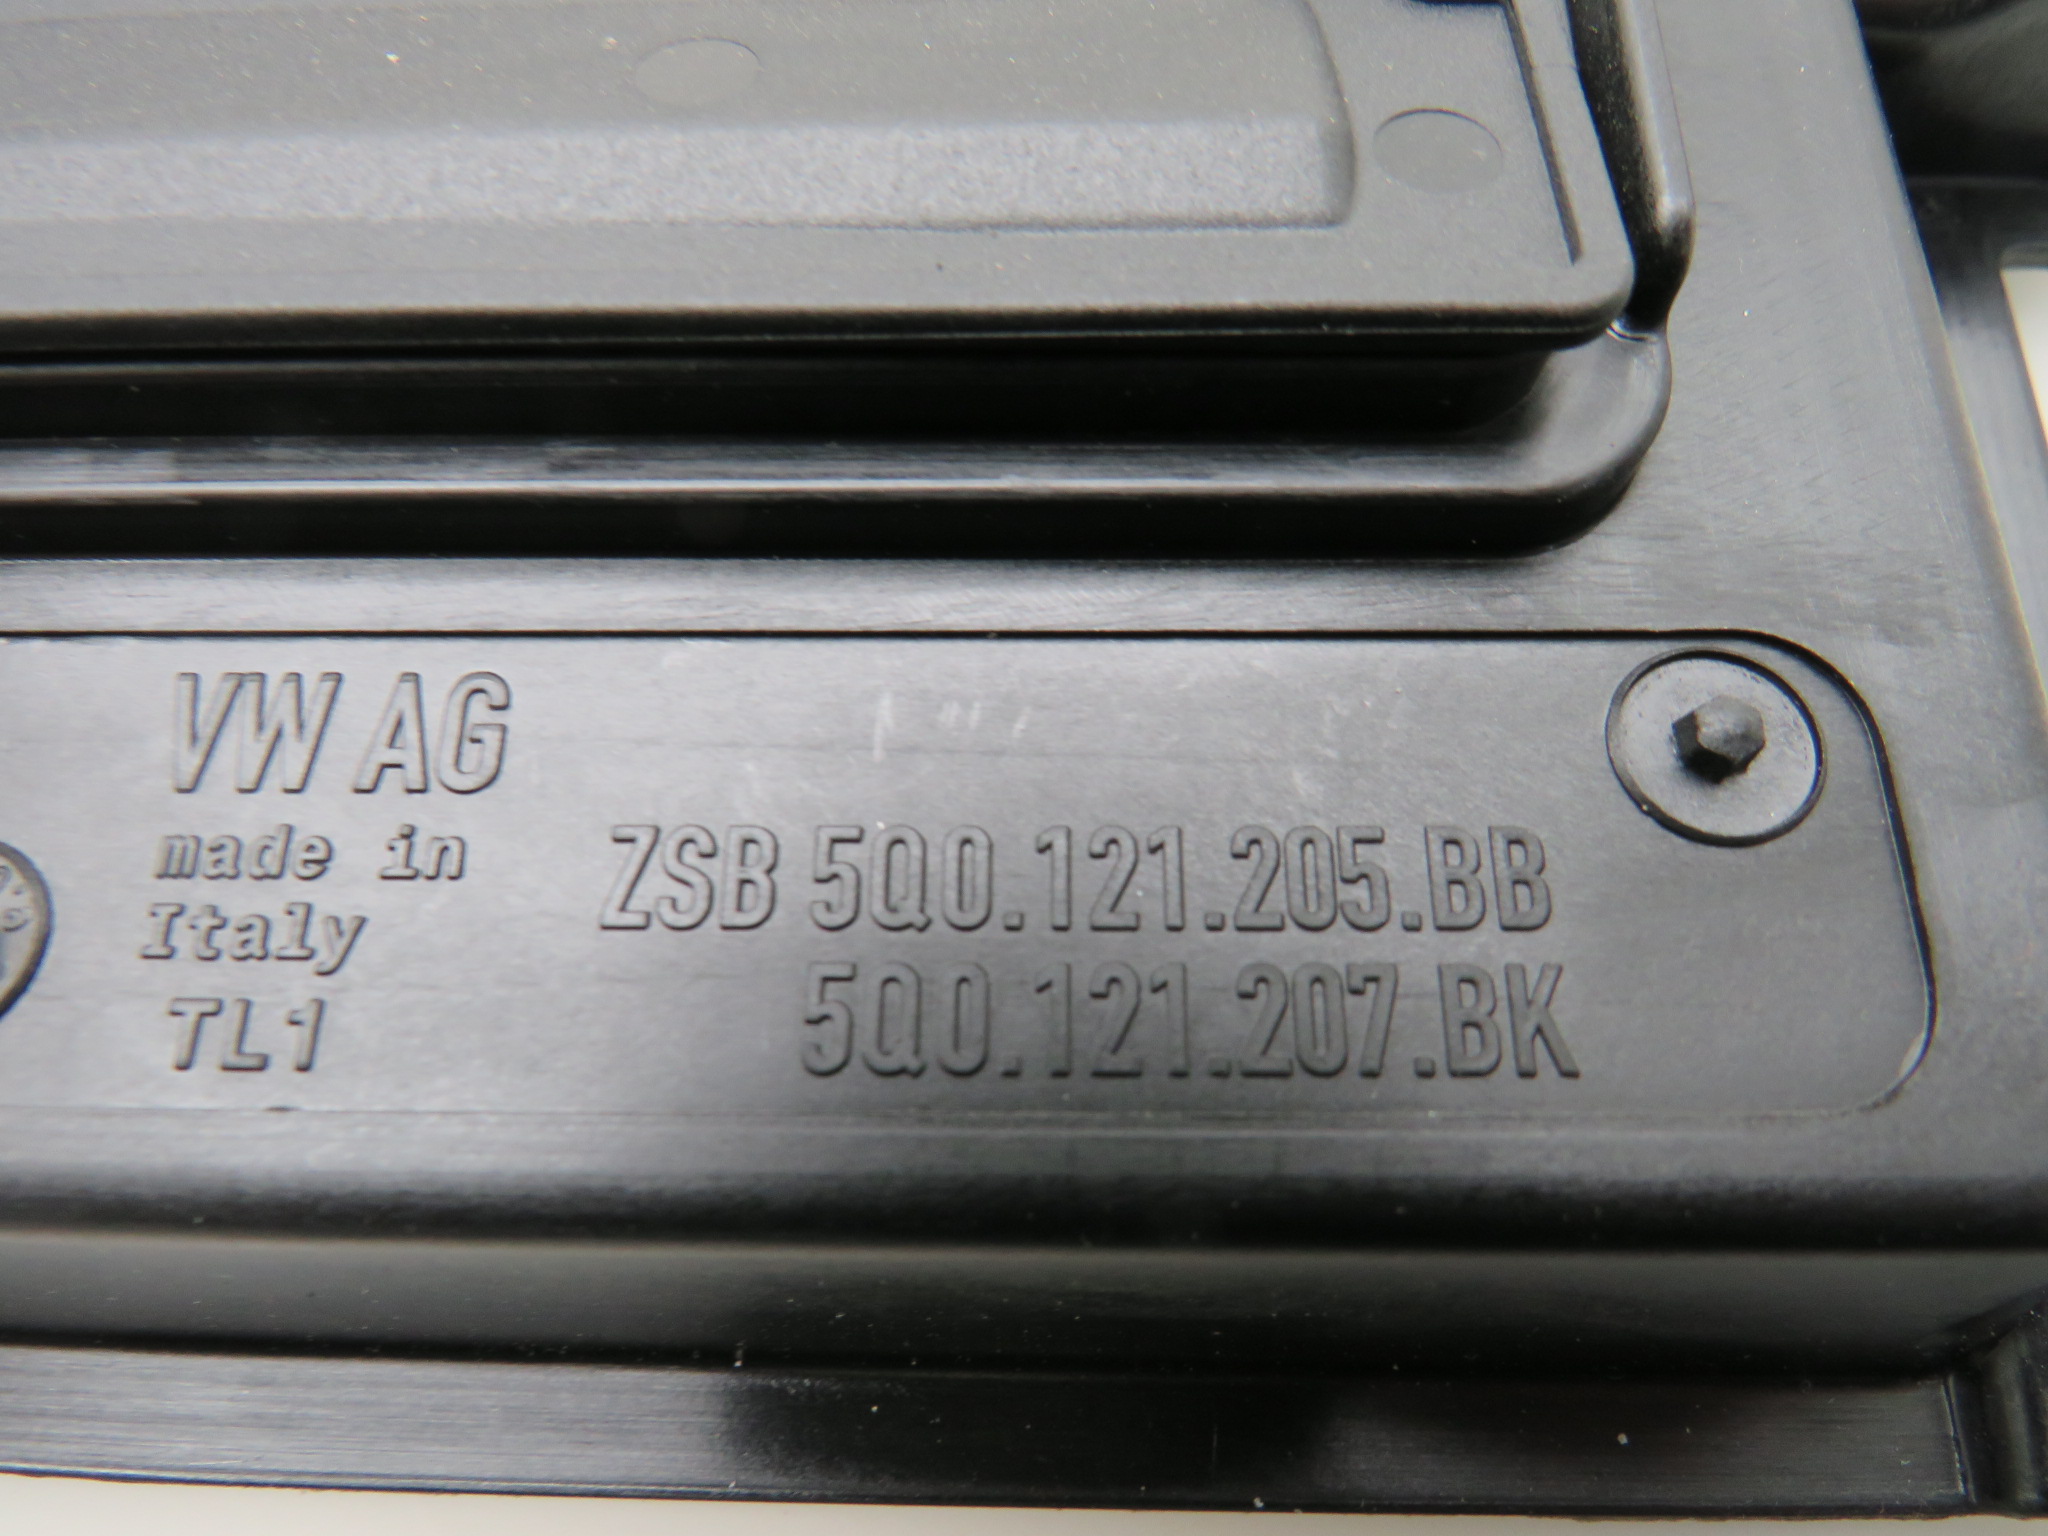 VW AG
made in
Italy
TL1
ZSB 5Q0.121.205.BB
5Q0.121.207.BK